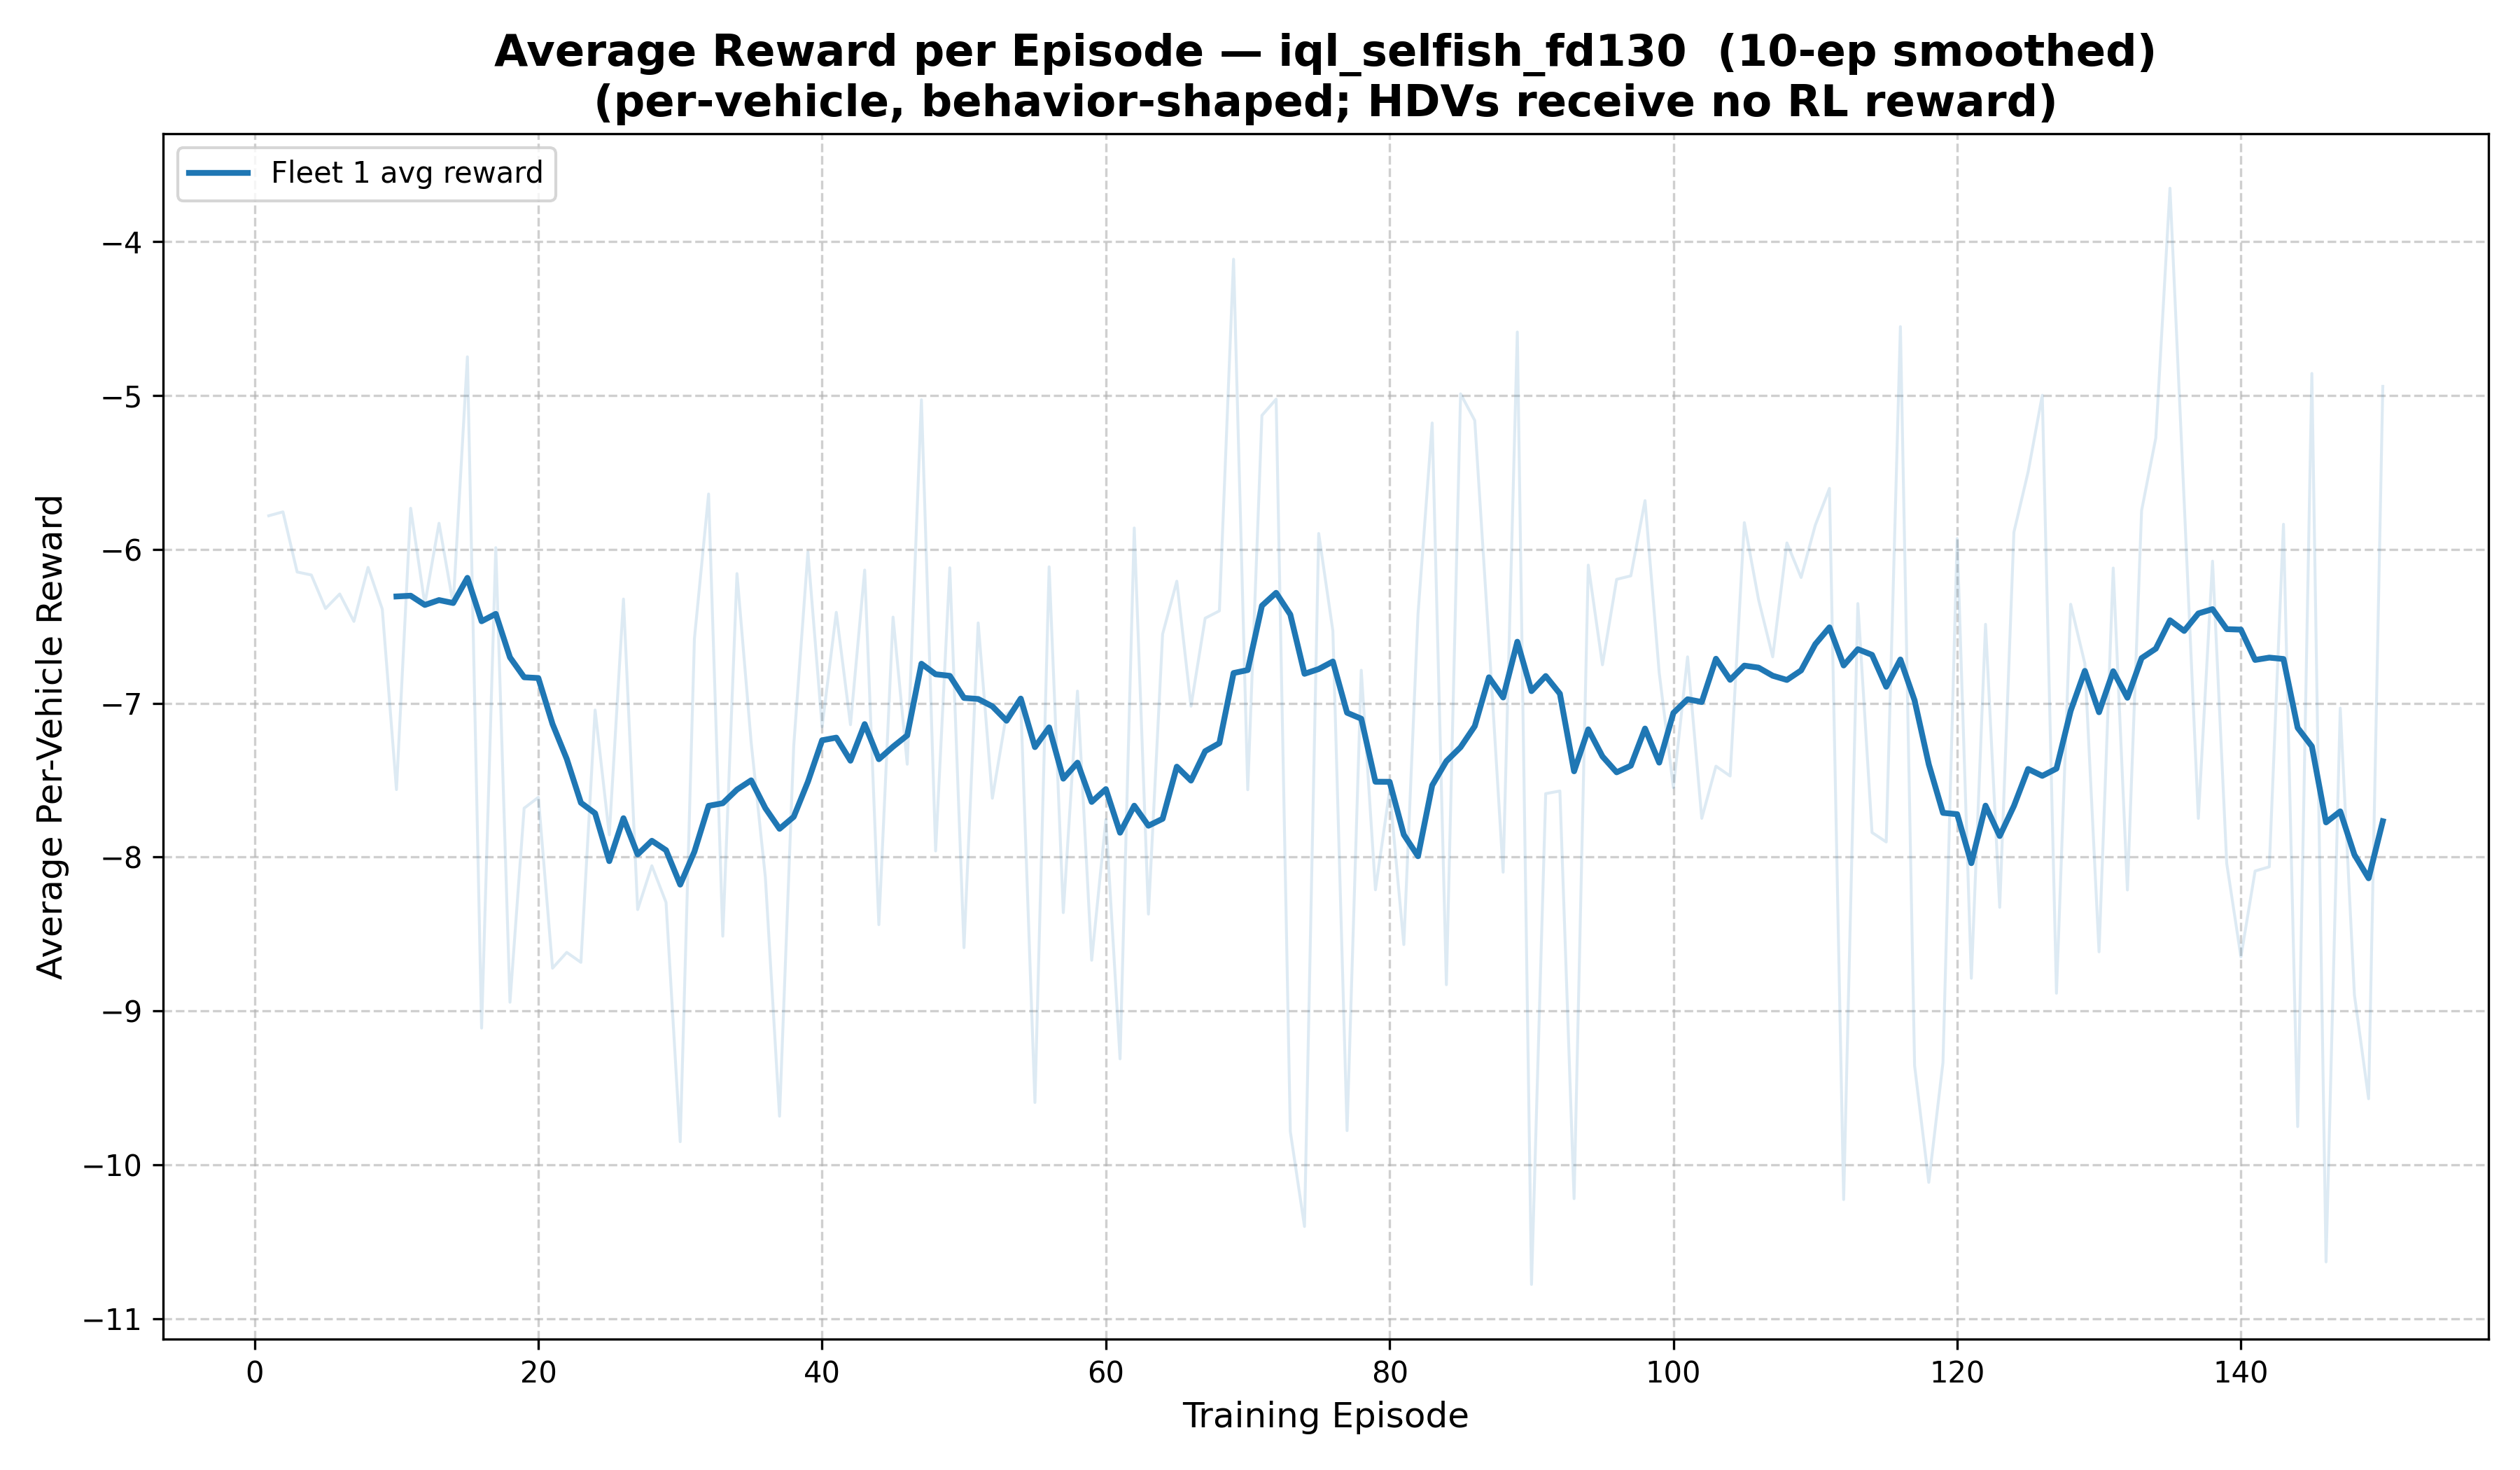 Average Reward per Episode — iql_selfish_fd130  (10-ep smoothed)
(per-vehicle, behavior-shaped; HDVs receive no RL reward)
Fleet 1 avg reward
Average Per-Vehicle Reward
−4
−5
−6
−7
−8
−9
−10
−11
0 20 40 60 80 100 120 140
Training Episode